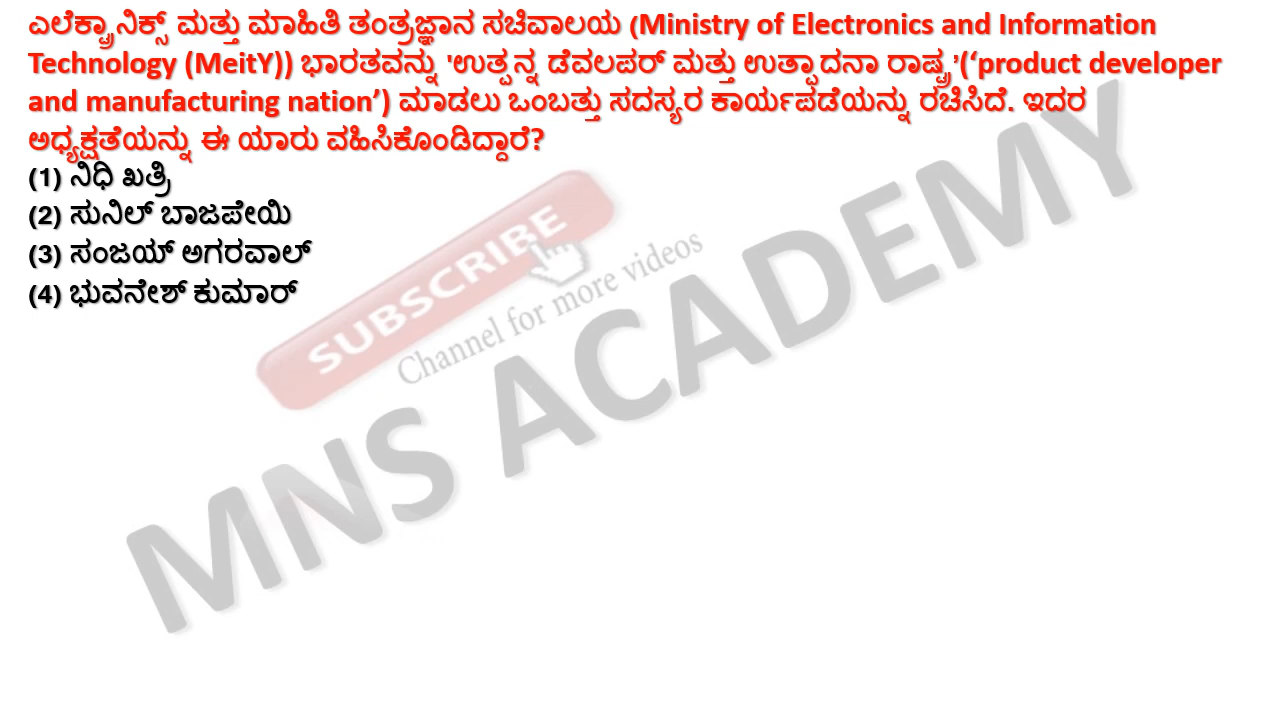 ಎಲೆಕ್ಟ್ರಾನಿಕ್ಸ್ ಮತ್ತು ಮಾಹಿತಿ ತಂತ್ರಜ್ಞಾನ ಸಚಿವಾಲಯ (Ministry of Electronics and Information
Technology (MeitY)) ಭಾರತವನ್ನು 'ಉತ್ಪನ್ನ ಡೆವಲಪರ್ ಮತ್ತು ಉತ್ಪಾದನಾ ರಾಷ್ಟ್ರ’(‘product developer
and manufacturing nation’) ಮಾಡಲು ಒಂಬತ್ತು ಸದಸ್ಯರ ಕಾರ್ಯಪಡೆಯನ್ನು ರಚಿಸಿದೆ. ಇದರ
ಅಧ್ಯಕ್ಷತೆಯನ್ನು ಈ ಯಾರು ವಹಿಸಿಕೊಂಡಿದ್ದಾರೆ?
(1) ನಿಧಿ ಖತ್ರಿ
(2) ಸುನಿಲ್ ಬಾಜಪೇಯಿ
(3) ಸಂಜಯ್ ಅಗರವಾಲ್
(4) ಭುವನೇಶ್ ಕುಮಾರ್
SUBSCRIBE
Channel for more videos
MNS ACADEMY